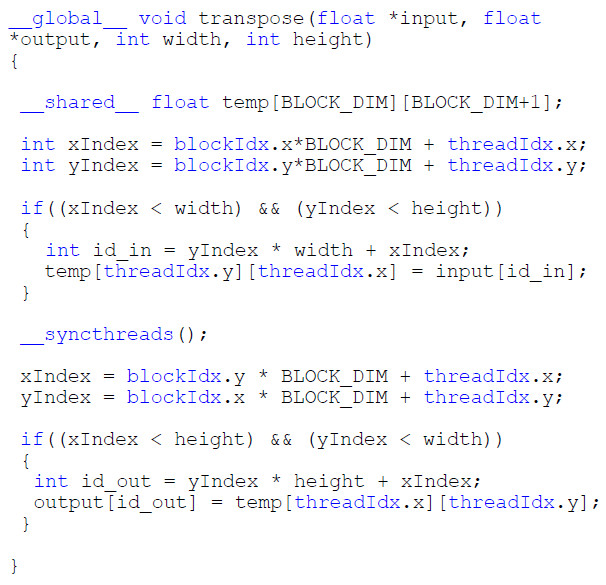 __global__ void transpose(float *input, float
*output, int width, int height)
{
__shared__ float temp[BLOCK_DIM][BLOCK_DIM+1];
int xIndex = blockIdx.x*BLOCK_DIM + threadIdx.x;
int yIndex = blockIdx.y*BLOCK_DIM + threadIdx.y;
if((xIndex < width) && (yIndex < height))
{
int id_in = yIndex * width + xIndex;
temp[threadIdx.y][threadIdx.x] = input[id_in];
}
__syncthreads();
xIndex = blockIdx.y * BLOCK_DIM + threadIdx.x;
yIndex = blockIdx.x * BLOCK_DIM + threadIdx.y;
if((xIndex < height) && (yIndex < width))
{
int id_out = yIndex * height + xIndex;
output[id_out] = temp[threadIdx.x][threadIdx.y];
}
}